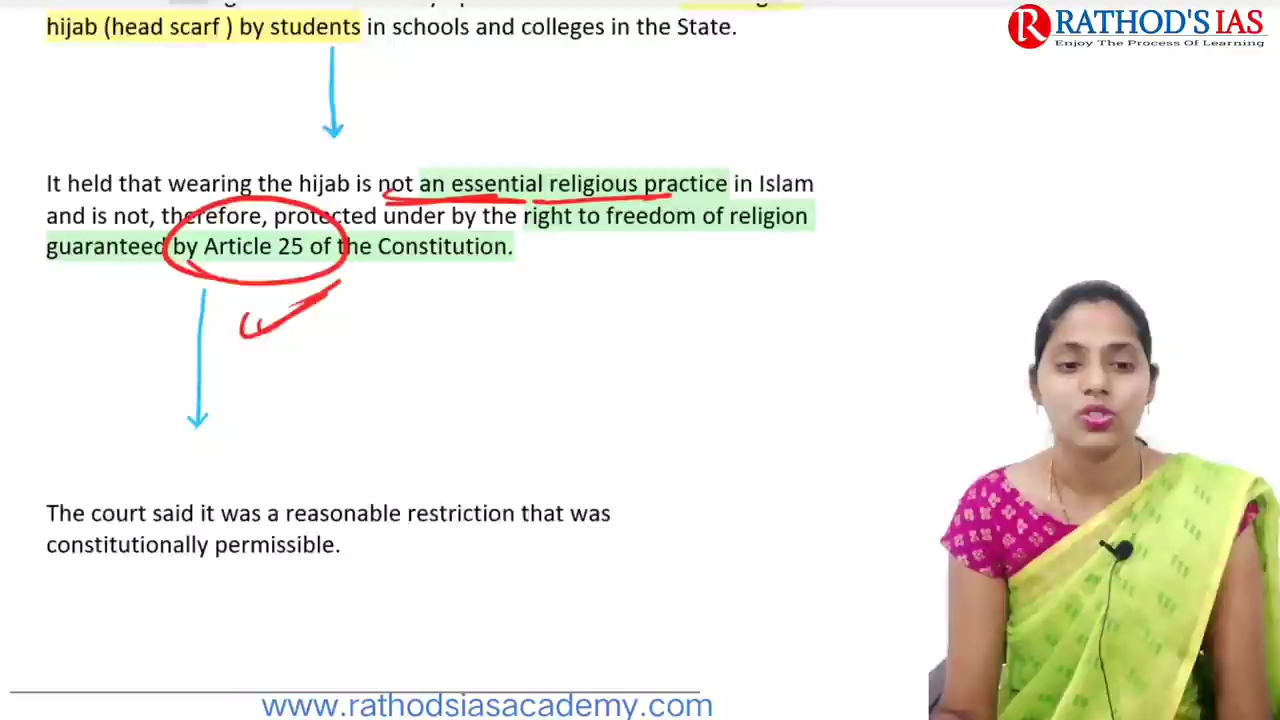 hijab (head scarf ) by students in schools and colleges in the State.
RATHOD'S IAS
Enjoy The Process Of Learning
It held that wearing the hijab is not an essential religious practice in Islam
and is not, therefore, protected under by the right to freedom of religion
guaranteed by Article 25 of the Constitution.
The court said it was a reasonable restriction that was
constitutionally permissible.
www.rathodsiasacademy.com